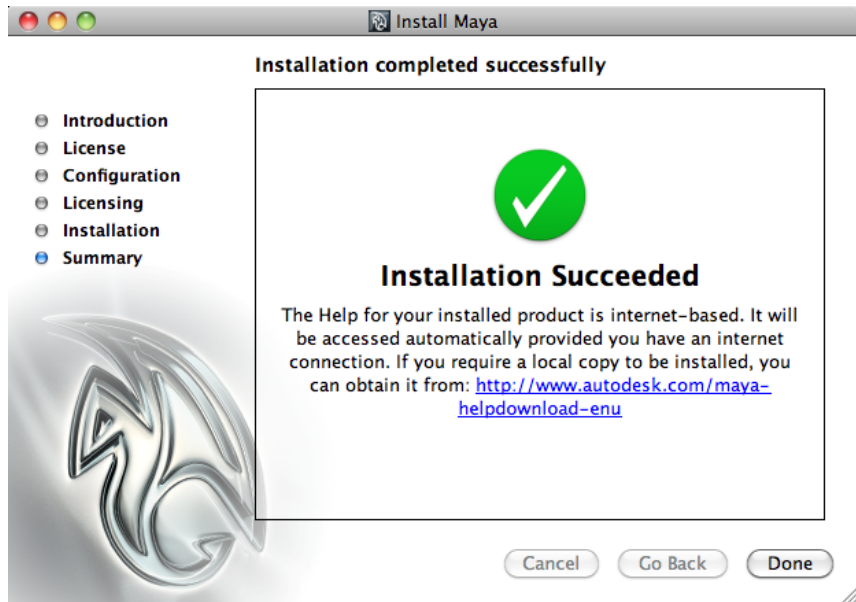 Install Maya
Installation completed successfully
Introduction
License
Configuration
Licensing
Installation
Summary
Installation Succeeded
The Help for your installed product is internet-based. It will
be accessed automatically provided you have an internet
connection. If you require a local copy to be installed, you
can obtain it from: http://www.autodesk.com/maya-
helpdownload-enu
Cancel
Go Back
Done